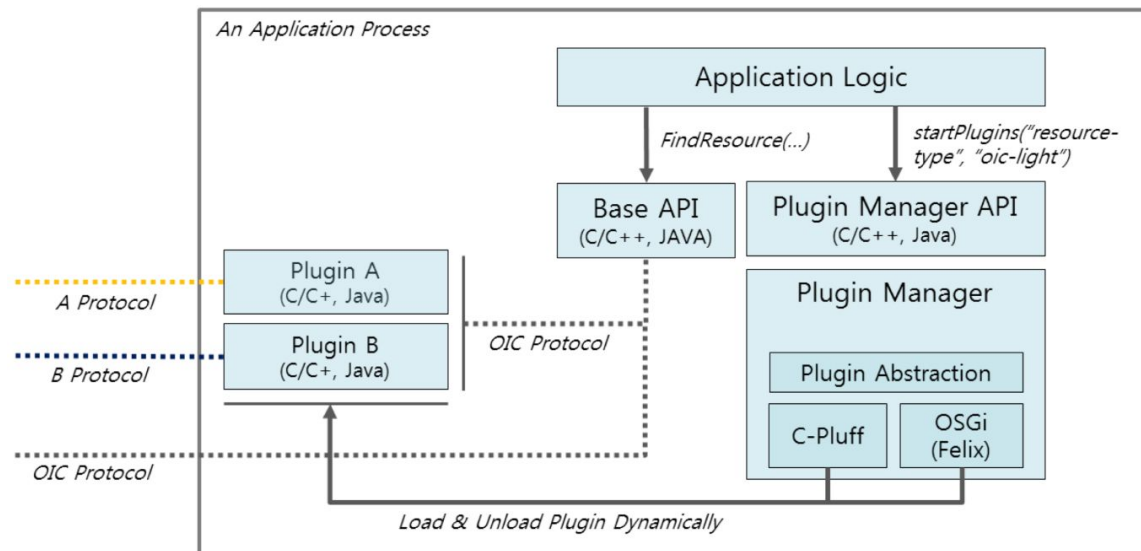 An Application Process
Application Logic
FindResource(...)
startPlugins("resource-
type", "oic-light")
Base API
(C/C++, JAVA)
Plugin Manager API
(C/C++, Java)
Plugin A
(C/C+, Java)
A Protocol
Plugin B
(C/C+, Java)
B Protocol
OIC Protocol
Plugin Manager
Plugin Abstraction
C-Pluff
OSGi
(Felix)
OIC Protocol
Load & Unload Plugin Dynamically